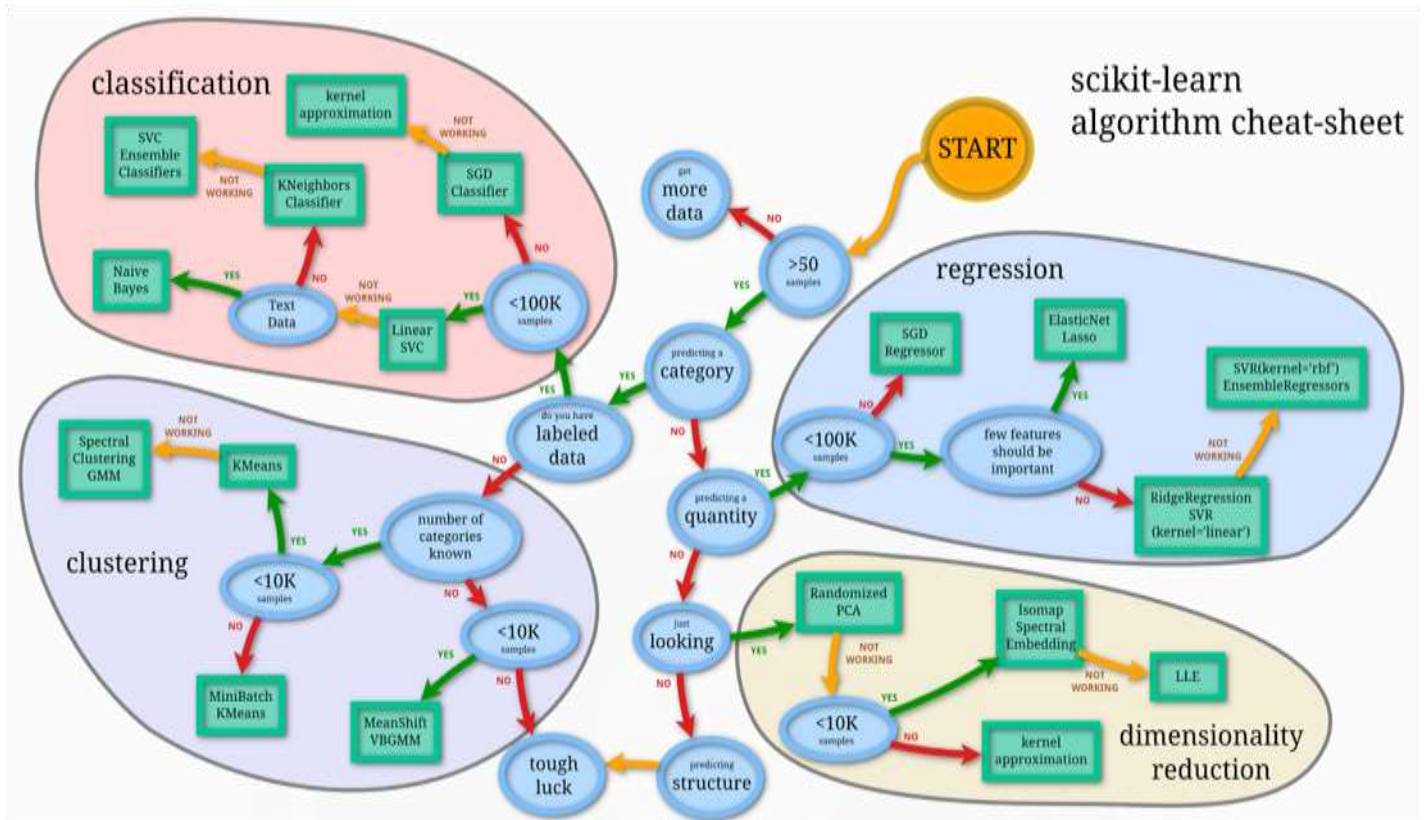 scikit-learn
algorithm cheat-sheet
START
>50
samples
NO
get
more
data
YES
predicting a
category
YES
do you have
labeled
data
YES
classification
<100K
samples
NO
SGD
Classifier
NOT
WORKING
kernel
approximation
YES
Linear
SVC
NOT
WORKING
Text
Data
YES
Naive
Bayes
NO
KNeighbors
Classifier
NOT
WORKING
SVC
Ensemble
Classifiers
NO
clustering
number of
categories
known
YES
<10K
samples
YES
KMeans
NOT
WORKING
Spectral
Clustering
GMM
NO
MiniBatch
KMeans
NO
<10K
samples
YES
MeanShift
VBGMM
NO
tough
luck
NO
predicting a
quantity
YES
regression
<100K
samples
NO
SGD
Regressor
YES
few features
should be
important
YES
ElasticNet
Lasso
NO
RidgeRegression
SVR
(kernel='linear')
NOT
WORKING
SVR(kernel='rbf')
EnsembleRegressors
NO
just
looking
YES
dimensionality
reduction
Randomized
PCA
NOT
WORKING
<10K
samples
YES
Isomap
Spectral
Embedding
NOT
WORKING
LLE
NO
kernel
approximation
NO
predicting
structure